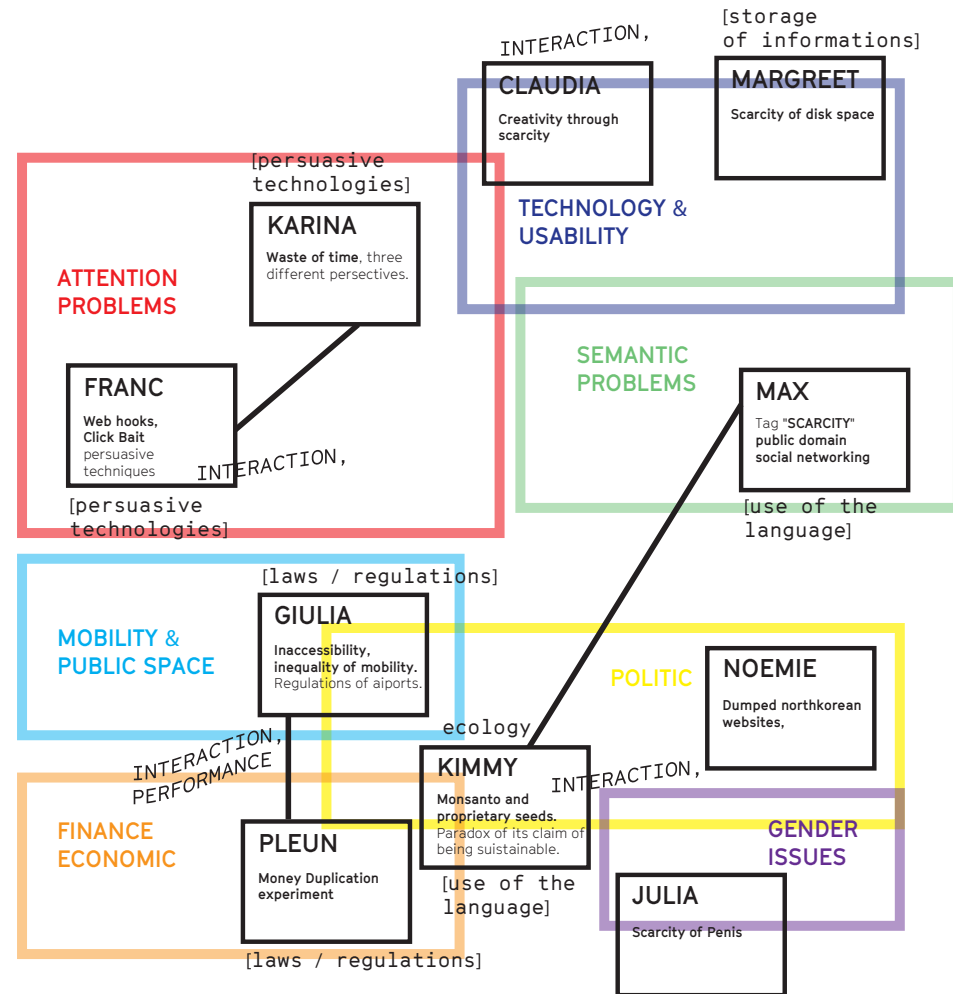 INTERACTION,
[storage
of informations]
CLAUDIA
Creativity through
scarcity
MARGREET
Scarcity of disk space
TECHNOLOGY &
USABILITY
[persuasive
technologies]
KARINA
Waste of time, three
different persectives.
ATTENTION
PROBLEMS
FRANC
Web hooks,
Click Bait
persuasive
techniques
INTERACTION,
[persuasive
technologies]
SEMANTIC
PROBLEMS
MAX
Tag "SCARCITY"
public domain
social networking
[use of the
language]
[laws / regulations]
GIULIA
Inaccessibility,
inequality of mobility.
Regulations of aiports.
MOBILITY &
PUBLIC SPACE
POLITIC
NOEMIE
Dumped northkorean
websites,
INTERACTION,
PERFORMANCE
ecology
KIMMY
Monsanto and
proprietary seeds.
Paradox of its claim of
being suistainable.
INTERACTION,
[use of the
language]
FINANCE
ECONOMIC
PLEUN
Money Duplication
experiment
[laws / regulations]
GENDER
ISSUES
JULIA
Scarcity of Penis